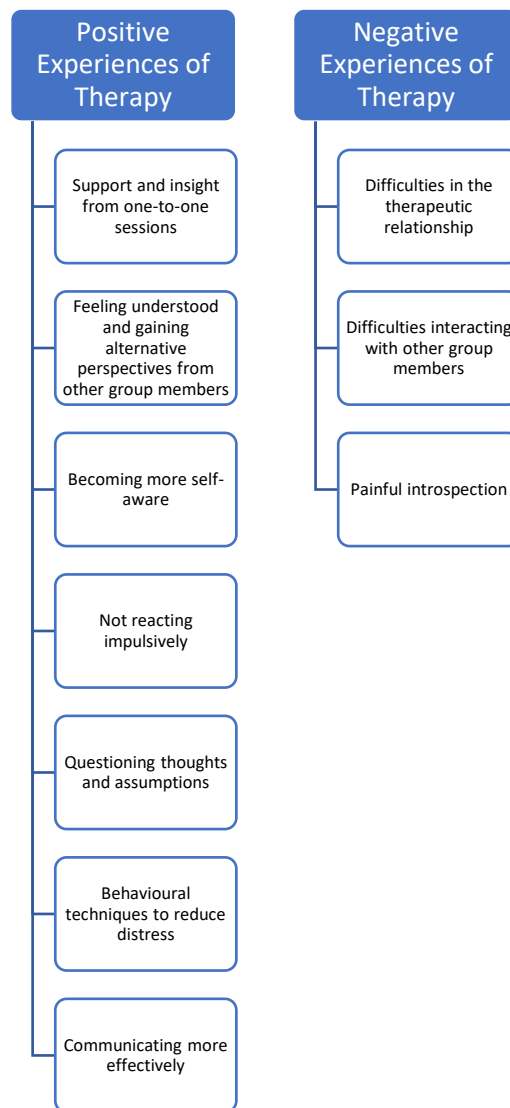 Positive
Experiences of
Therapy
Support and insight
from one-to-one
sessions
Feeling understood
and gaining
alternative
perspectives from
other group members
Becoming more self-
aware
Not reacting
impulsively
Questioning thoughts
and assumptions
Behavioural
techniques to reduce
distress
Communicating more
effectively
Negative
Experiences of
Therapy
Difficulties in the
therapeutic
relationship
Difficulties interacting
with other group
members
Painful introspection